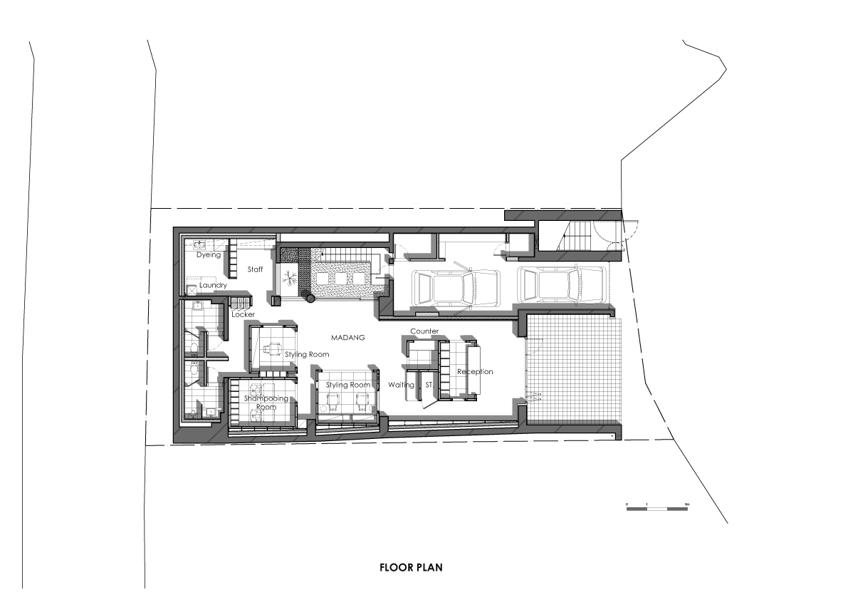 Dyeing
Staff
Laundry
Locker
MADANG
Counter
Styling Room
Reception
Styling Room
Waiting
ST.
Shampooing
Room
FLOOR PLAN